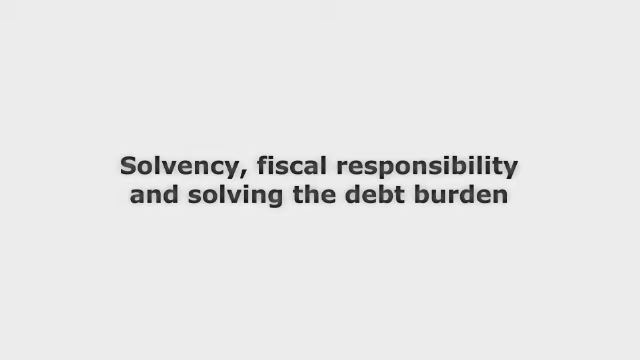 Solvency, fiscal responsibility
and solving the debt burden